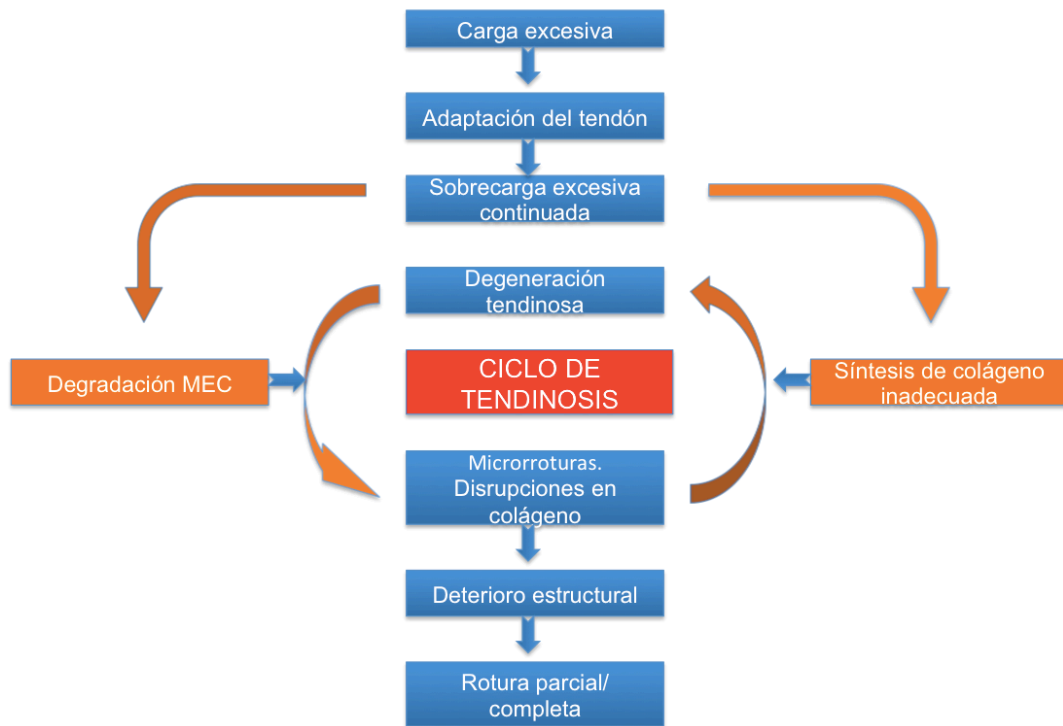 Carga excesiva
Adaptación del tendón
Sobrecarga excesiva
continuada
Degeneración
tendinosa
Degradación MEC
CICLO DE
TENDINOSIS
Síntesis de colágeno
inadecuada
Microrroturas.
Disrupciones en
colágeno
Deterioro estructural
Rotura parcial/
completa